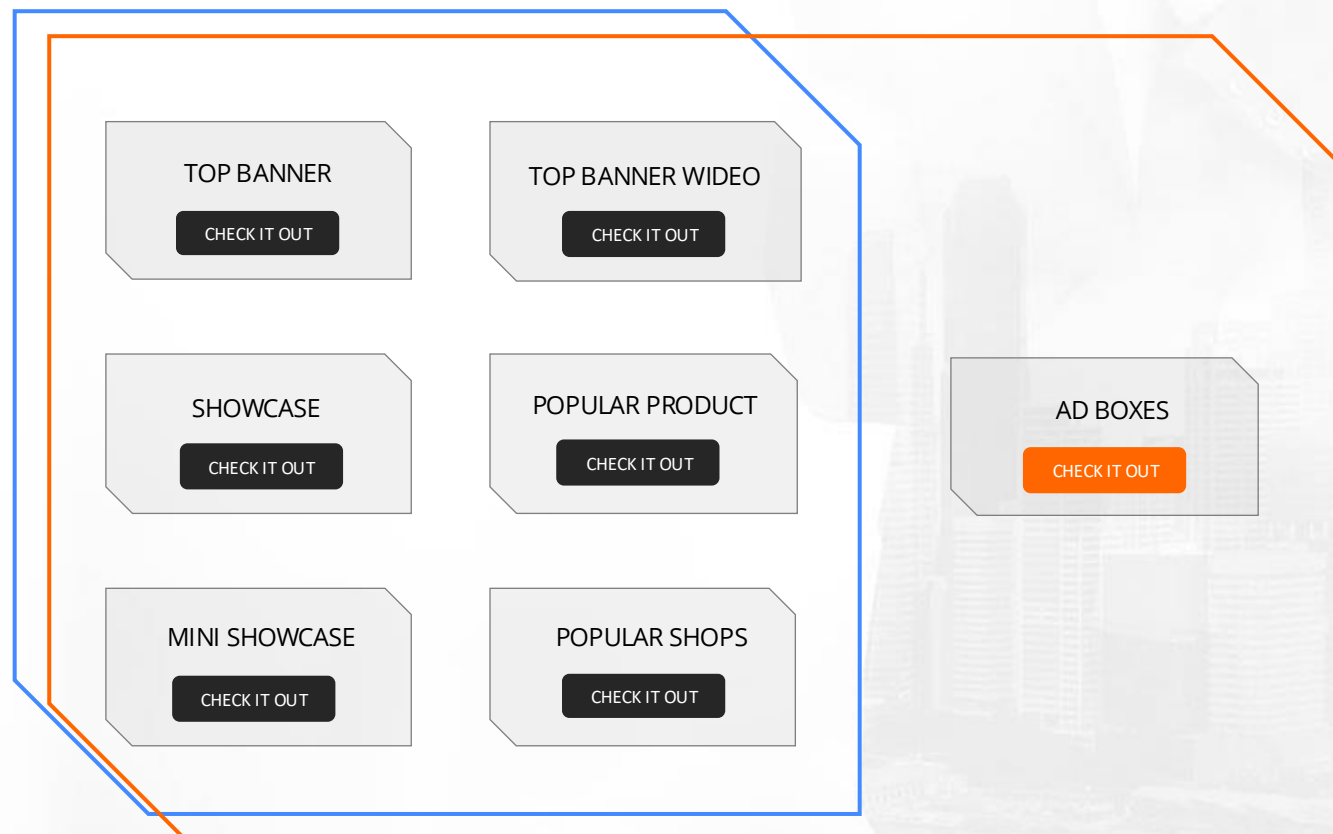 TOP BANNER
CHECK IT OUT
TOP BANNER WIDEO
CHECK IT OUT
SHOWCASE
CHECK IT OUT
POPULAR PRODUCT
CHECK IT OUT
AD BOXES
CHECK IT OUT
MINI SHOWCASE
CHECK IT OUT
POPULAR SHOPS
CHECK IT OUT